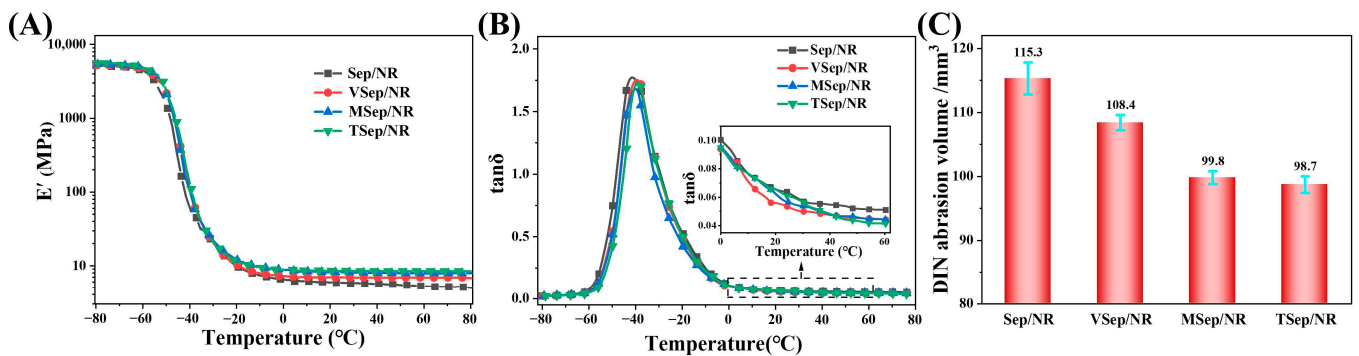 (A)
10,000
1000
100
10
E′ (MPa)
Sep/NR
VSep/NR
MSep/NR
TSep/NR
−80 −60 −40 −20 0 20 40 60 80
Temperature (℃)
(B)
2.0
1.5
1.0
0.5
0.0
tanδ
Sep/NR
VSep/NR
MSep/NR
TSep/NR
0.10
0.08
0.06
0.04
tanδ
0 10 20 30 40 50 60
Temperature (℃)
−80 −60 −40 −20 0 20 40 60 80
Temperature(℃)
(C)
120
110
100
90
80
DIN abrasion volume /mm³
115.3
108.4
99.8
98.7
Sep/NR VSep/NR MSep/NR TSep/NR